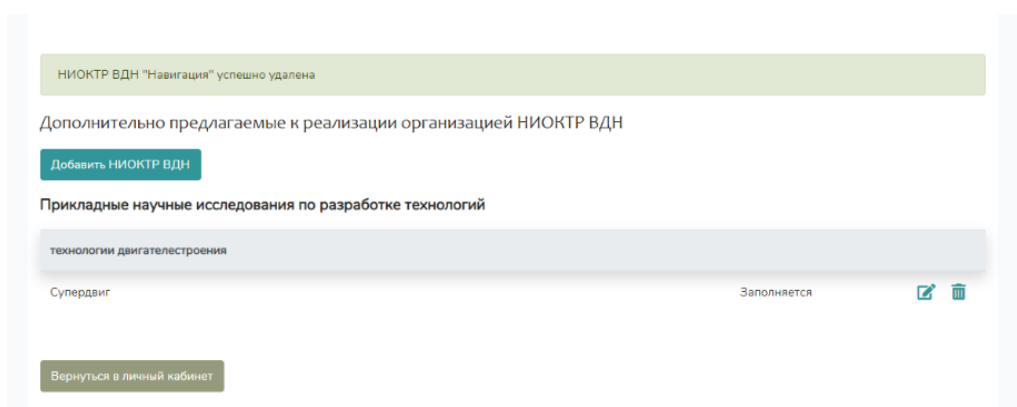 НИОКТР ВДН "Навигация" успешно удалена
Дополнительно предлагаемые к реализации организацией НИОКТР ВДН
Добавить НИОКТР ВДН
Прикладные научные исследования по разработке технологий
технологии двигателестроения
Супердвиг Заполняется
Вернуться в личный кабинет